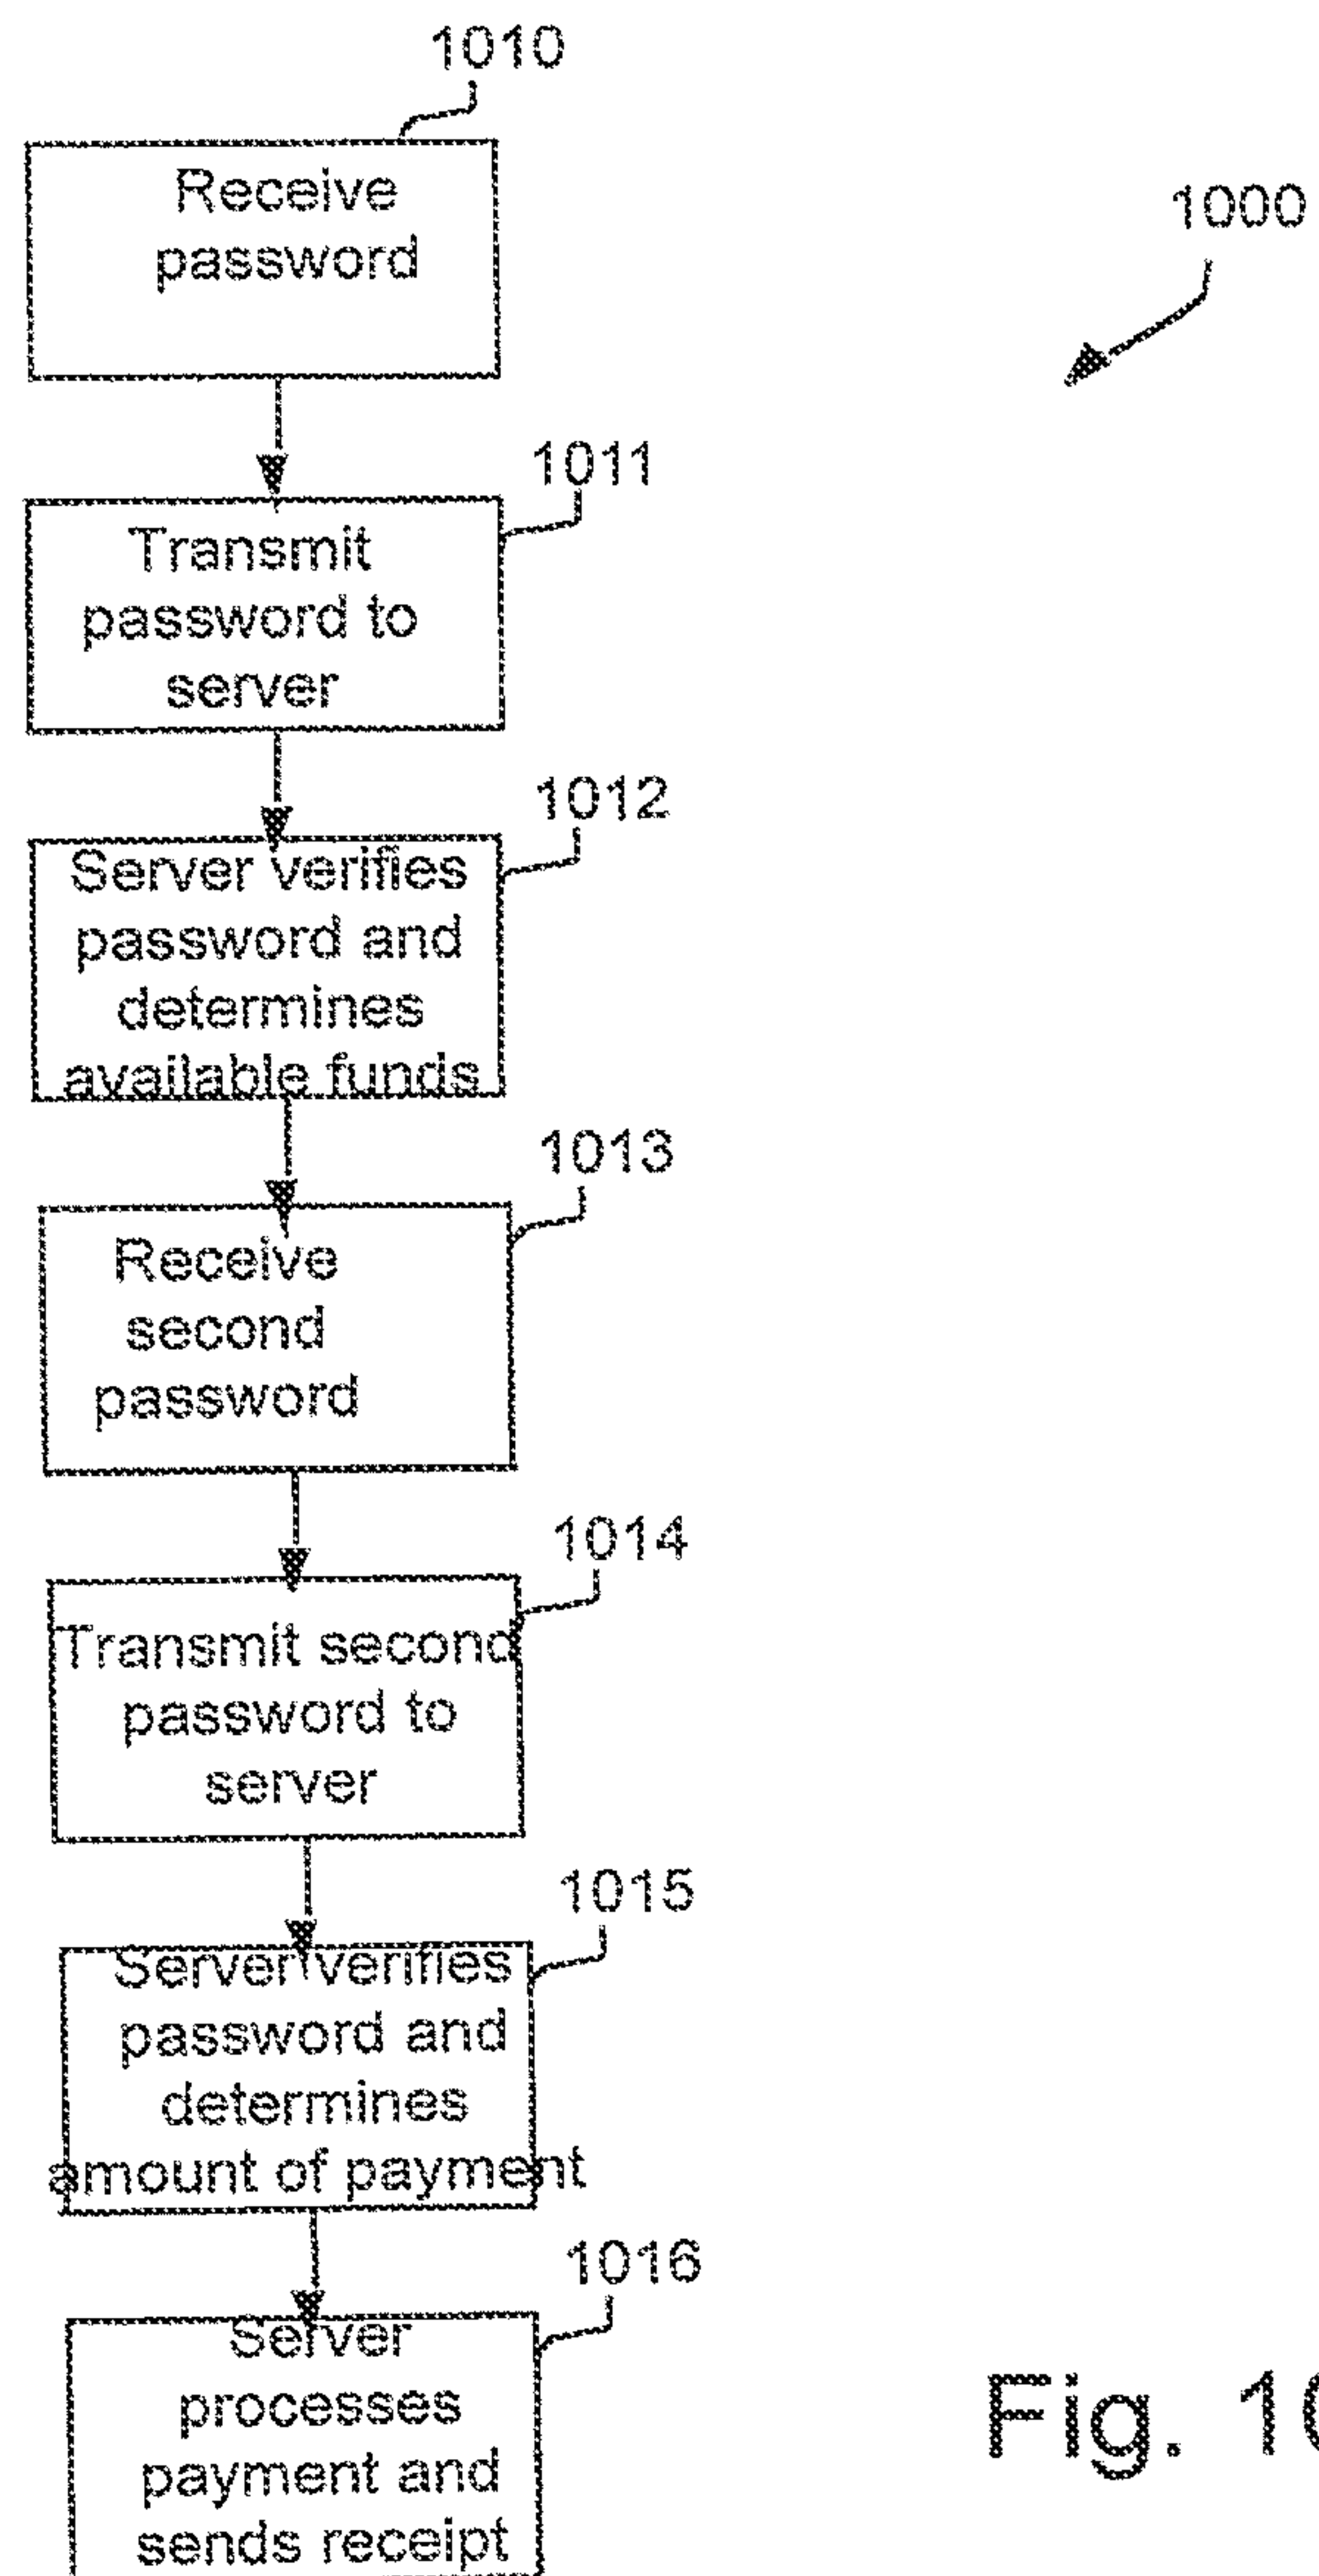 1010
Receive
password
1000
1011
Transmit
password to
server
1012
Server verifies
password and
determines
available funds
1013
Receive
second
password
1014
Transmit second
password to
server
1015
Server verifies
password and
determines
amount of payment
1016
Server
processes
payment and
sends receipt
Fig. 10